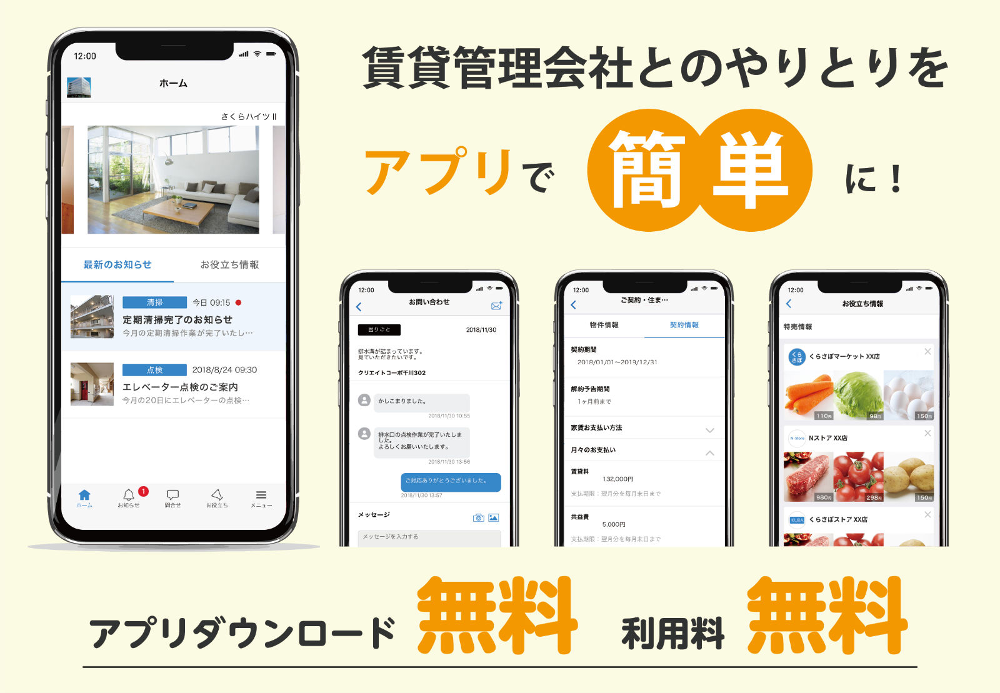 賃貸管理会社とのやりとりを
アプリで 簡単 に!
12:00
ホーム
さくらハイツ II
最新のお知らせ お役立ち情報
清掃 今日 09:15
定期清掃完了のお知らせ
今月の定期清掃作業が完了いたし…
点検 2018/8/24 09:30
エレベーター点検のご案内
今月の20日にエレベーターの点検…
1
ホーム お知らせ 問合せ お役立ち メニュー
12:00
お問い合わせ
困りごと 2018/11/30
排水溝が詰まっています。
見ていただきたいです。
クリエイトコーポ千川302
かしこまりました。
2018/11/30 10:55
排水口の点検作業が完了いたしま
した。
よろしくお願いいたします。
2018/11/30 13:56
ご対応ありがとうございました。
2018/11/30 13:57
メッセージ
メッセージを入力する
12:00
ご契約・住ま…
物件情報 契約情報
契約期間
2018/01/01～2019/12/31
解約予告期間
1ヶ月前まで
家賃お支払い方法
月々のお支払い
賃貸料
132,000円
支払期限：翌月分を毎月末日まで
共益費
5,000円
支払期限：翌月分を毎月末日まで
12:00
お役立ち情報
特売情報
くらさぽ
くらさぽマーケット XX店
110円 98円 150円
N-Store
Nストア XX店
980円 298円 150円
KURA
くらさぽストア XX店
アプリダウンロード 無料 利用料 無料